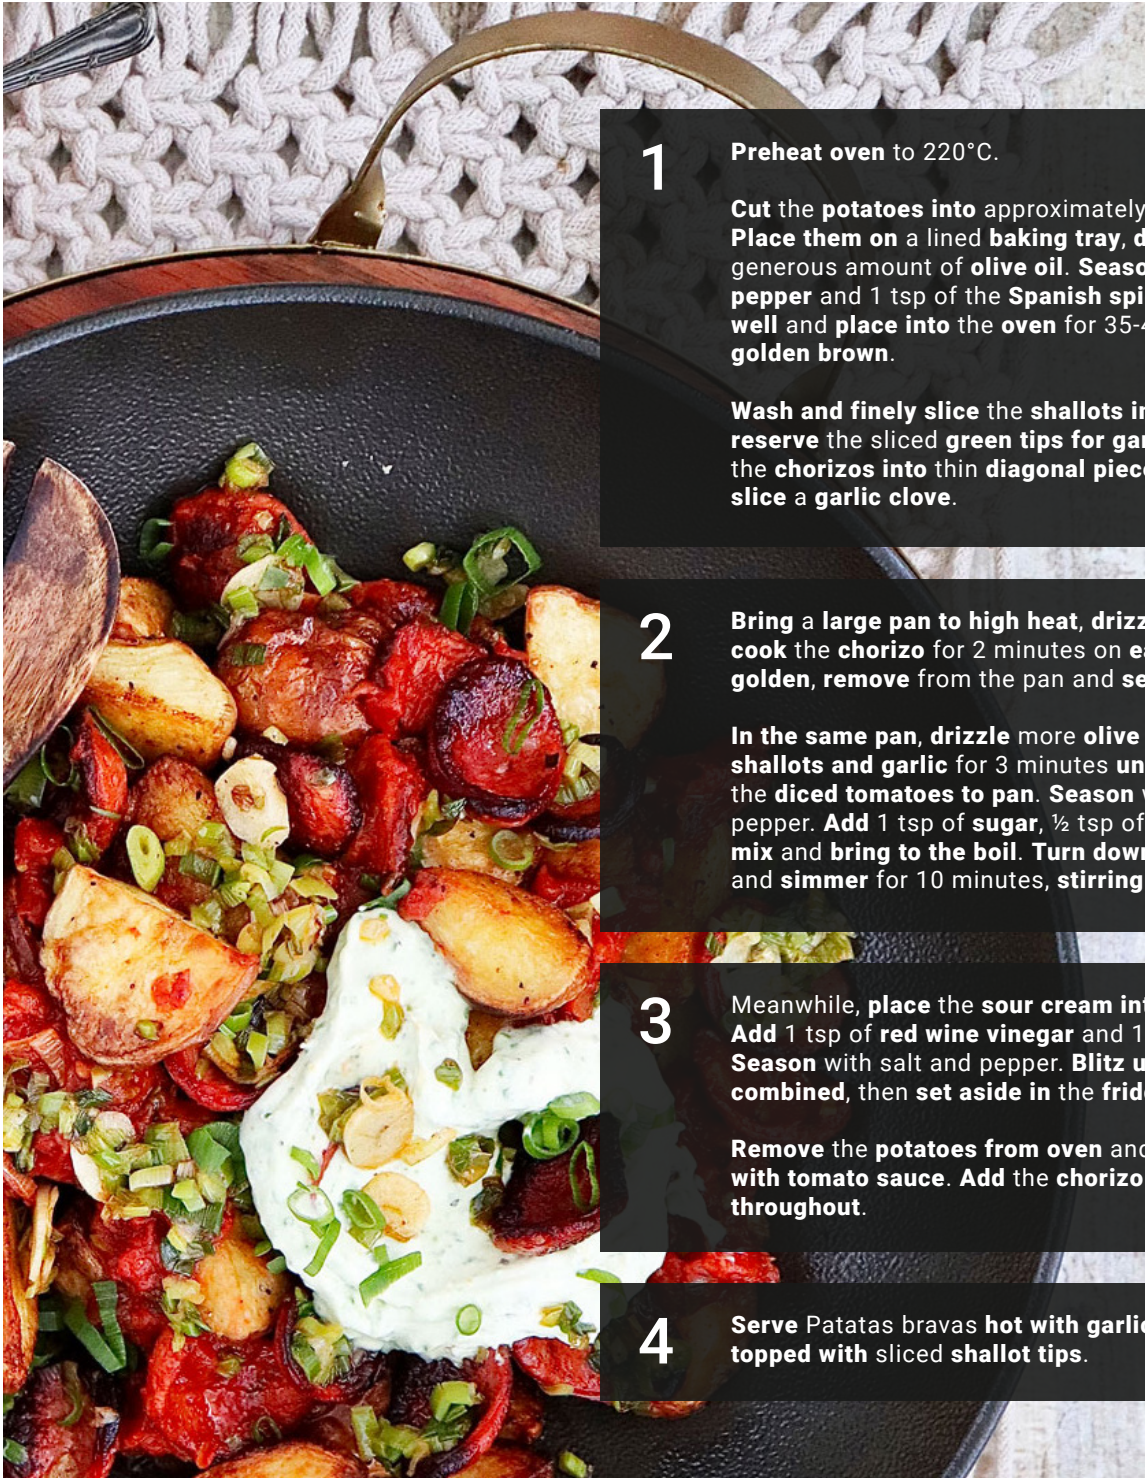 1
Preheat oven to 220°C.
Cut the potatoes into approximately
Place them on a lined baking tray,
generous amount of olive oil.
pepper and 1 tsp of the Spanish
well and place into the oven for
golden brown.
Wash and finely slice the shallots
reserve the sliced green tips for
the chorizos into thin diagonal
slice a garlic clove.
2
Bring a large pan to high heat,
cook the chorizo for 2 minutes on
golden, remove from the pan and
In the same pan, drizzle more olive
shallots and garlic for 3 minutes
the diced tomatoes to pan. Season
pepper. Add 1 tsp of sugar, ½ tsp of
mix and bring to the boil. Turn
and simmer for 10 minutes, stirring
3
Meanwhile, place the sour cream
Add 1 tsp of red wine vinegar and 1
Season with salt and pepper. Blitz
combined, then set aside in the
Remove the potatoes from oven
with tomato sauce. Add the chorizo
throughout.
4
Serve Patatas bravas hot with
topped with sliced shallot tips.